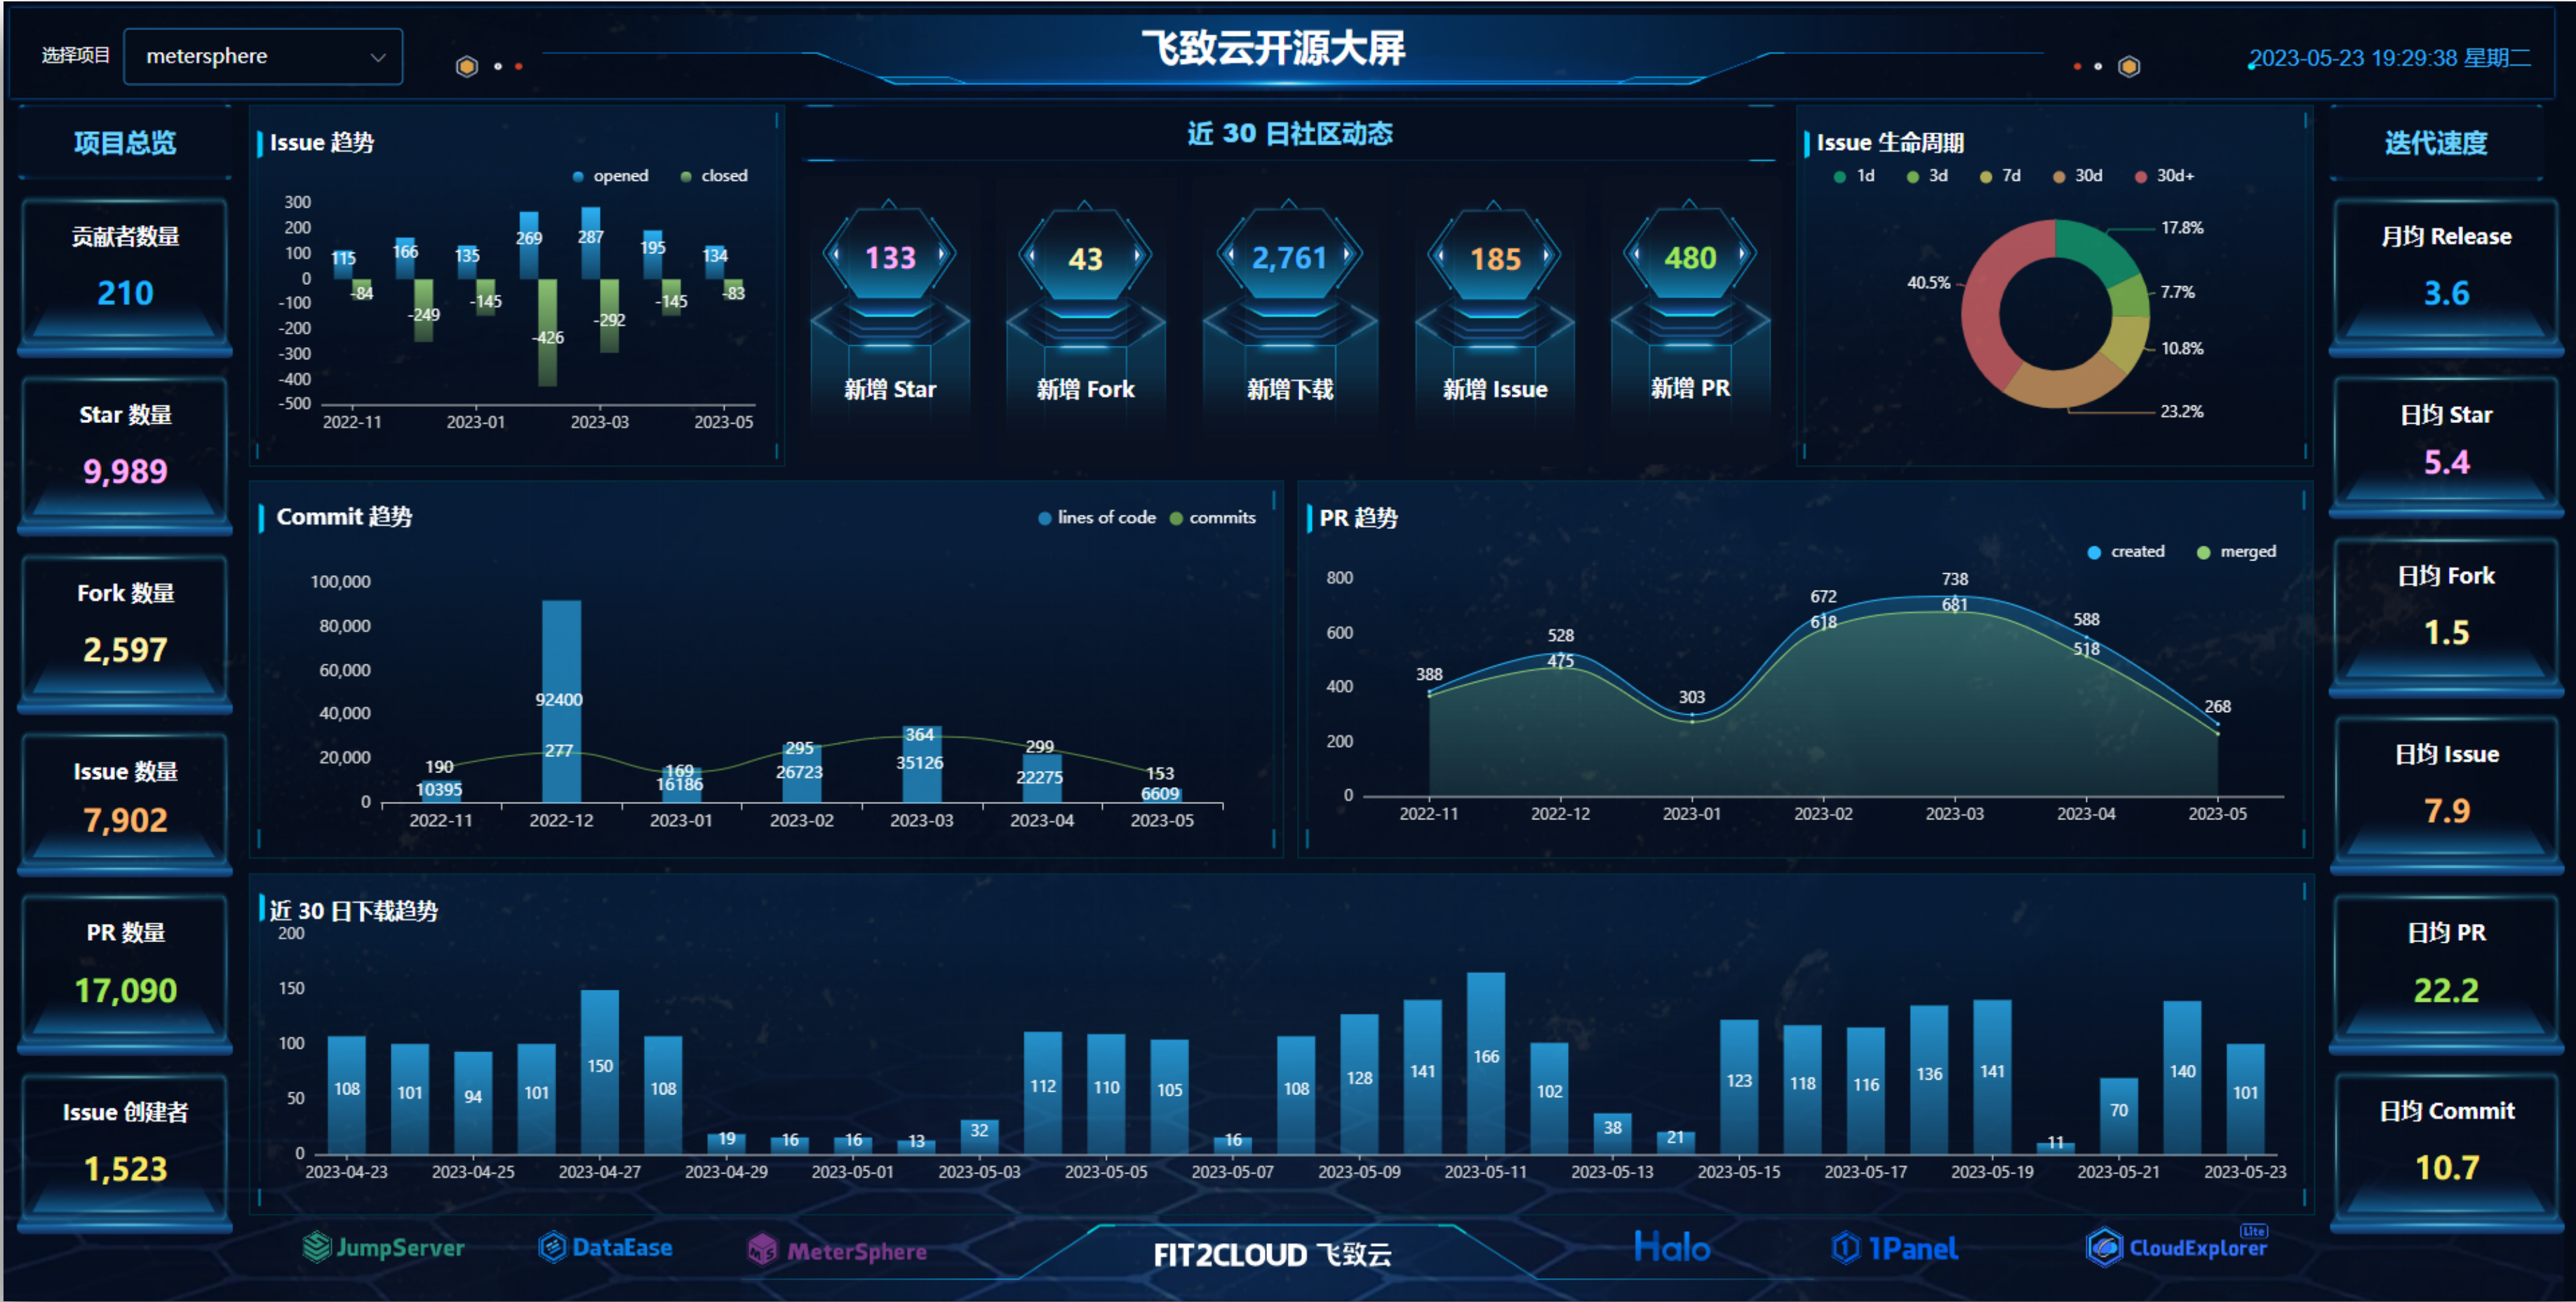 选择项目
metersphere
飞致云开源大屏
2023-05-23 19:29:38 星期二
项目总览
贡献者数量
210
Star 数量
9,989
Fork 数量
2,597
Issue 数量
7,902
PR 数量
17,090
Issue 创建者
1,523
Issue 趋势
opened closed
300
200
100
0
-100
-200
-300
-400
-500
115 166 135 269 287 195 134
-84 -249 -145 -426 -292 -145 -83
2022-11 2023-01 2023-03 2023-05
近 30 日社区动态
133 43 2,761 185 480
新增 Star 新增 Fork 新增下载 新增 Issue 新增 PR
Issue 生命周期
1d 3d 7d 30d 30d+
17.8%
7.7%
10.8%
23.2%
40.5%
Commit 趋势
lines of code commits
100,000
80,000
60,000
40,000
20,000
0
190 277 169 295 364 299 153
10395 92400 16186 26723 35126 22275 6609
2022-11 2022-12 2023-01 2023-02 2023-03 2023-04 2023-05
PR 趋势
created merged
800
600
400
200
0
388 528 303 672 738 588 268
475 618 681 518
2022-11 2022-12 2023-01 2023-02 2023-03 2023-04 2023-05
近 30 日下载趋势
200
150
100
50
0
108 101 94 101 150 108 19 16 16 13 32 112 110 105 16 108 128 141 166 102 38 21 123 118 116 136 141 11 70 140 101
2023-04-23 2023-04-25 2023-04-27 2023-04-29 2023-05-01 2023-05-03 2023-05-05 2023-05-07 2023-05-09 2023-05-11 2023-05-13 2023-05-15 2023-05-17 2023-05-19 2023-05-21 2023-05-23
迭代速度
月均 Release
3.6
日均 Star
5.4
日均 Fork
1.5
日均 Issue
7.9
日均 PR
22.2
日均 Commit
10.7
JumpServer
DataEase
MeterSphere
FIT2CLOUD 飞致云
Halo
1Panel
CloudExplorer Lite